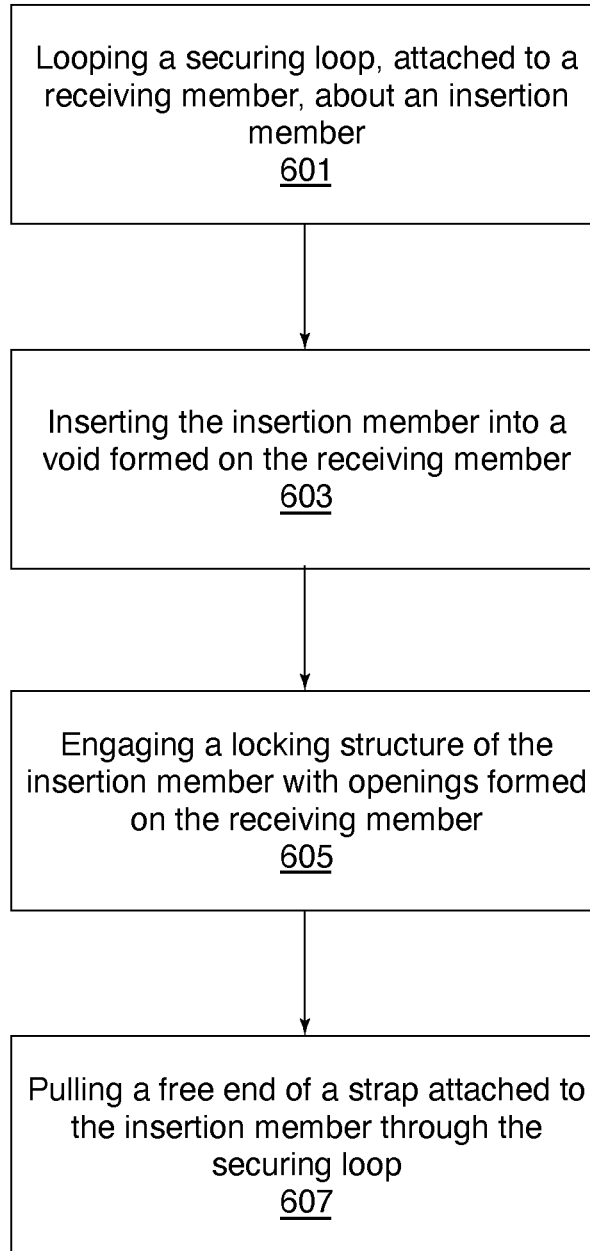 Looping a securing loop, attached to a
receiving member, about an insertion
member
601
Inserting the insertion member into a
void formed on the receiving member
603
Engaging a locking structure of the
insertion member with openings formed
on the receiving member
605
Pulling a free end of a strap attached to
the insertion member through the
securing loop
607